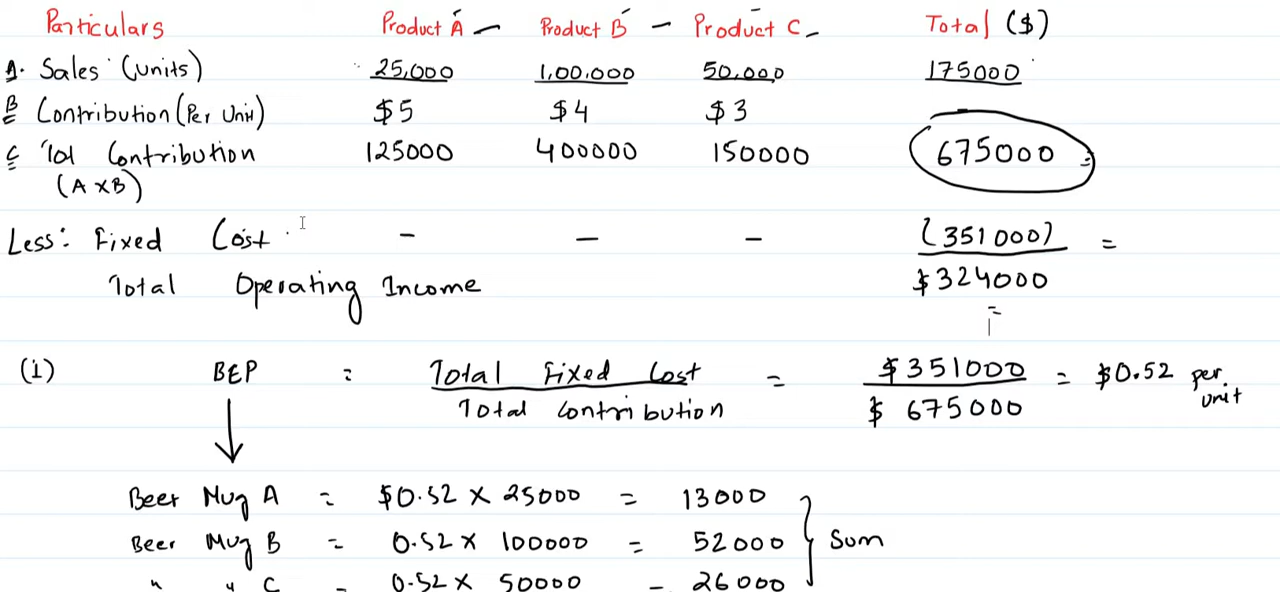 Particulars Product A - Product B - Product C - Total ($)
A. Sales (Units) 25,000 1,00,000 50,000 175000
B Contribution (Per Unit) $5 $4 $3
C Tot Contribution 125000 400000 150000 675000 =
(A x B)
Less: Fixed Cost - - - (351000) =
Total Operating Income $324000
=
(1) BEP = Total Fixed Cost = $351000 = $0.52 per unit
Total Contribution $ 675000
Beer Mug A = $0.52 x 25000 = 13000
Beer Mug B = 0.52 x 100000 = 52000 Sum
" " C = 0.52 x 50000 = 26000